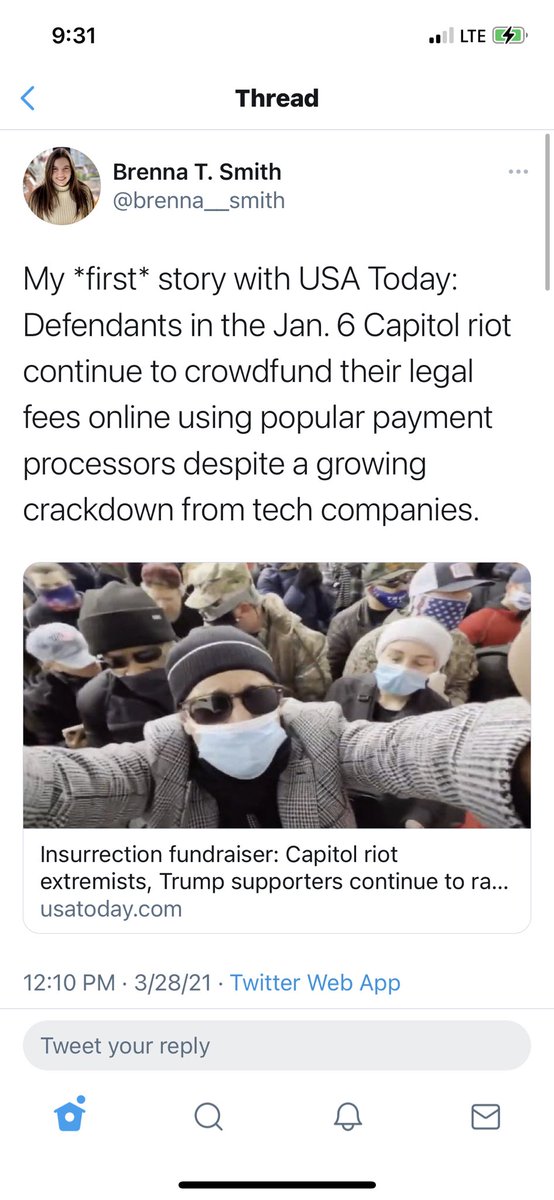 9:31
LTE
Thread
Brenna T. Smith
@brenna__smith
My *first* story with USA Today:
Defendants in the Jan. 6 Capitol riot
continue to crowdfund their legal
fees online using popular payment
processors despite a growing
crackdown from tech companies.
Insurrection fundraiser: Capitol riot
extremists, Trump supporters continue to ra...
usatoday.com
12:10 PM · 3/28/21 · Twitter Web App
Tweet your reply